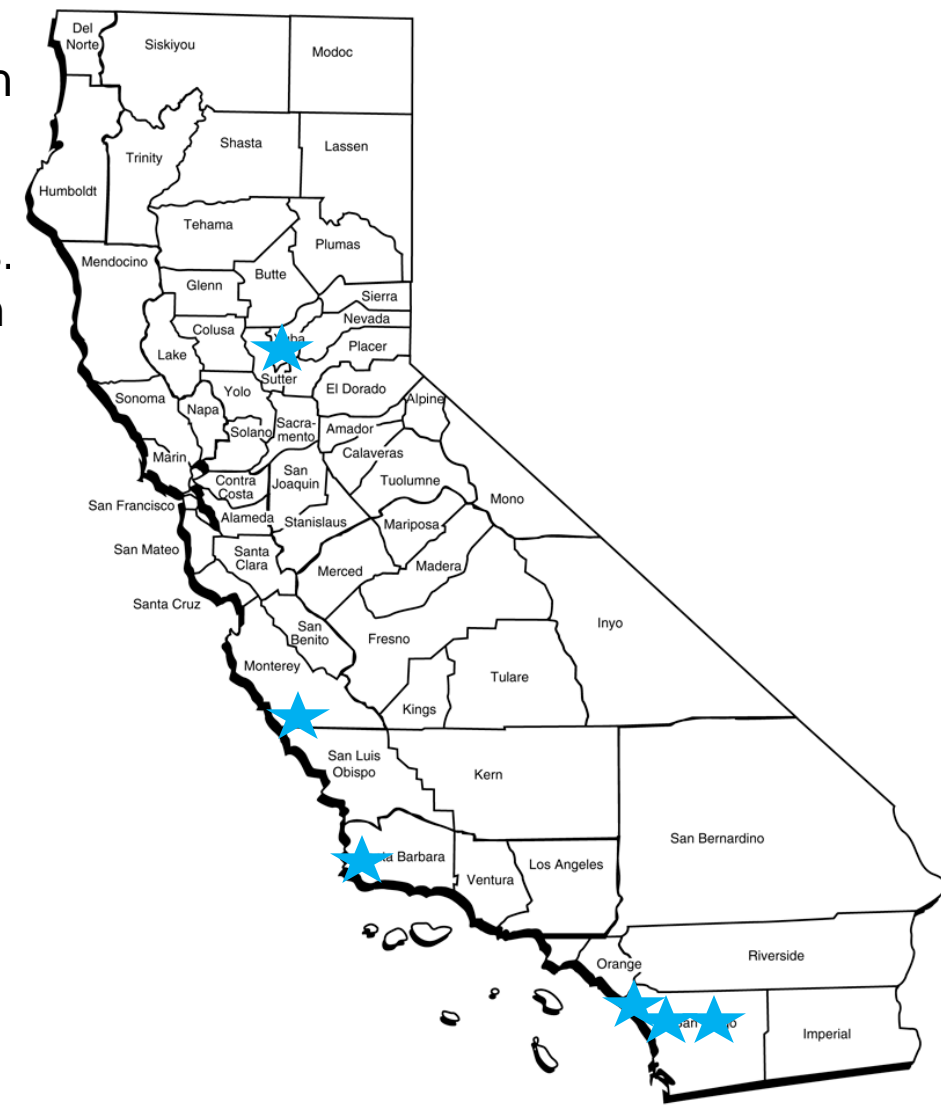 Del
Norte
Siskiyou
Modoc
Shasta
Lassen
Trinity
Humboldt
Tehama
Plumas
Mendocino
Butte
Glenn
Sierra
Nevada
Colusa
Placer
Lake
Sutter
El Dorado
Yolo
Sonoma
Napa
Alpine
Sacra-
mento
Solano
Amador
Marin
Calaveras
San
Joaquin
Contra
Costa
Tuolumne
San Francisco
Mono
Alameda
Stanislaus
Mariposa
San Mateo
Santa
Clara
Merced
Madera
Santa Cruz
San
Benito
Fresno
Inyo
Monterey
Tulare
Kings
San Luis
Obispo
Kern
San Bernardino
Barbara
Los Angeles
Ventura
Orange
Riverside
Imperial